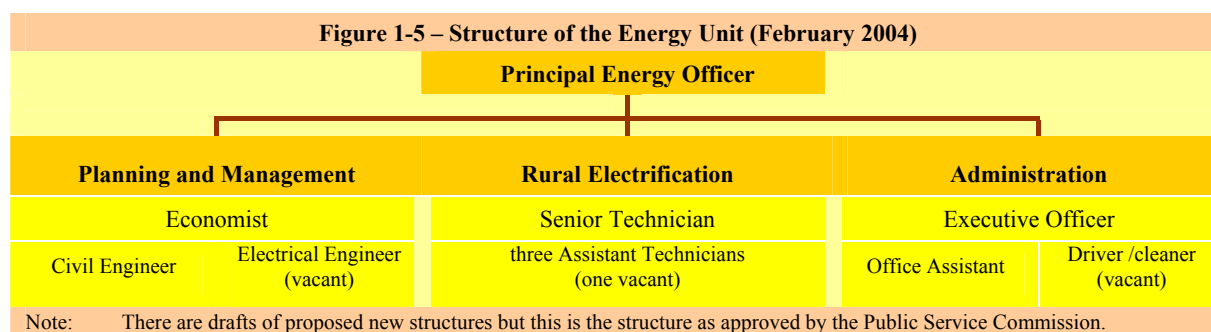 Figure 1-5 – Structure of the Energy Unit (February 2004)
Principal Energy Officer
Planning and Management
Rural Electrification
Administration
Economist
Senior Technician
Executive Officer
Civil Engineer
Electrical Engineer
(vacant)
three Assistant Technicians
(one vacant)
Office Assistant
Driver /cleaner
(vacant)
Note: There are drafts of proposed new structures but this is the structure as approved by the Public Service Commission.